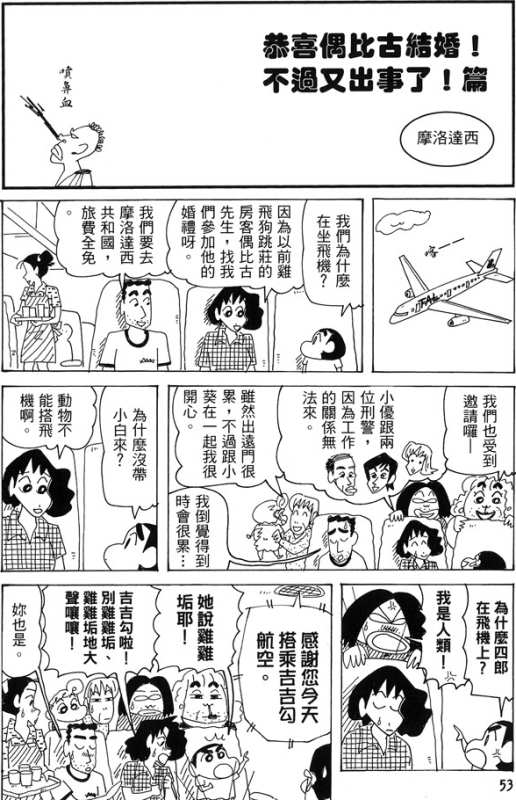 恭喜偶比古結婚！
不過又出事了！篇
摩洛達西
噴鼻血
我們為什麼
在坐飛機？
因為以前雞
飛狗跳莊的
房客偶比古
先生，找我
們參加他的
婚禮呀。
我們要去
摩洛達西
共和國，
旅費全免
。
我們也受到
邀請囉—
小優跟兩
位刑警，
因為工作
的關係無
法來。
雖然出遠門很
累，不過跟小
葵在一起我很
開心。
我倒覺得到
時會很累…
為什麼沒帶
小白來？
動物不
能搭飛
機啊。
為什麼四郎
在飛機上？
我是人類！
感謝您今天
搭乘吉吉勾
航空。
她說雞雞
垢耶！
吉吉勾啦！
別雞雞垢、
雞雞垢地大
聲嚷嚷！
妳也是。
53